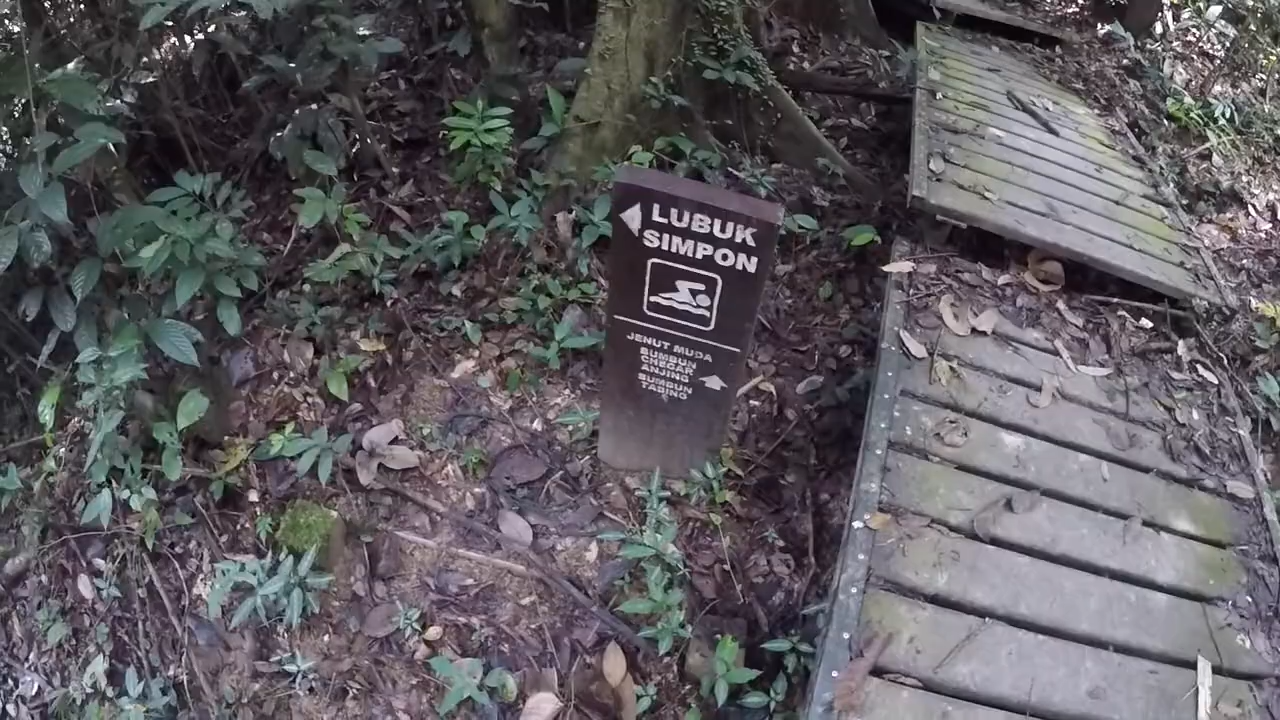 LUBUK
SIMPON
JENUT MUDA
BUMBUN
CHEGAR
ANJING
BUMBUN
TABING